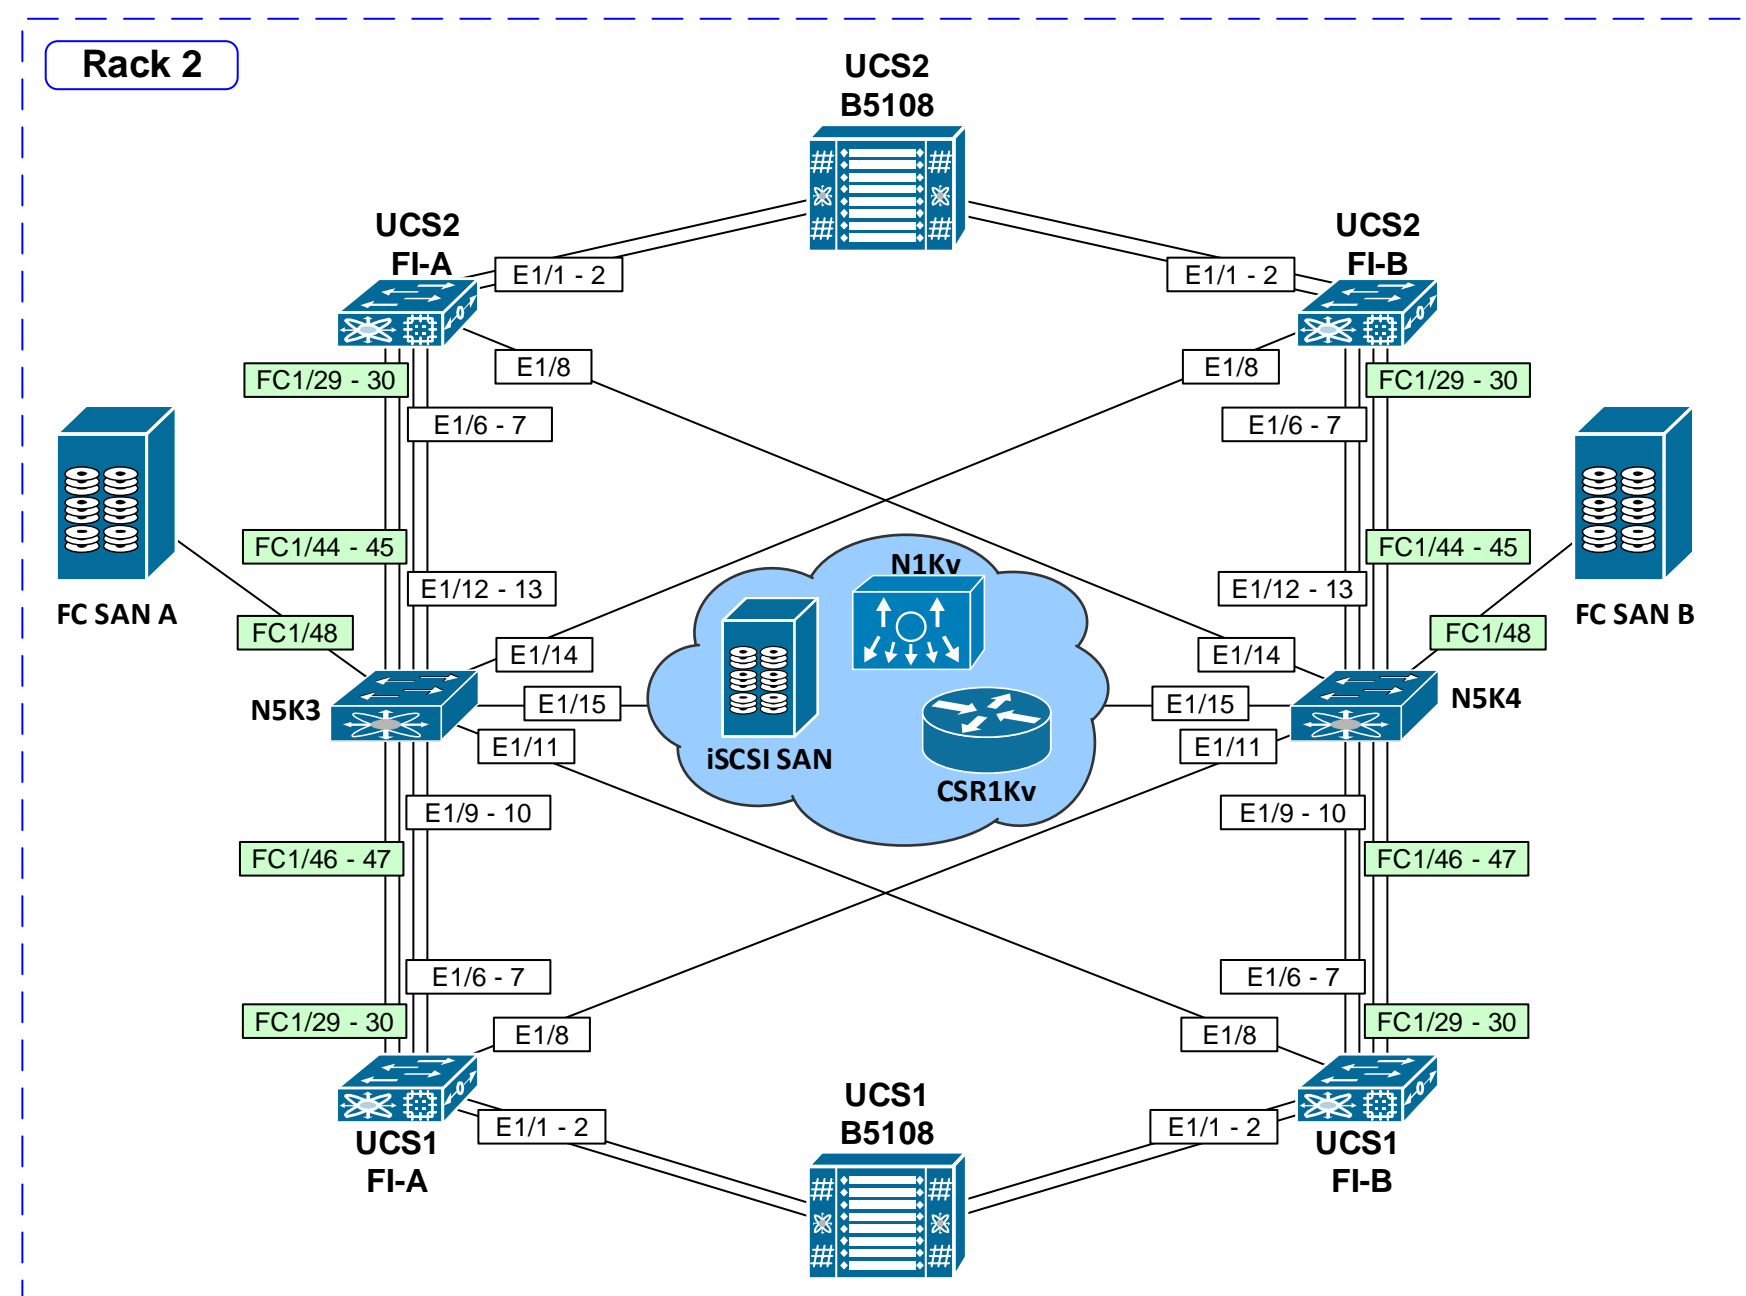 Rack 2
UCS2
B5108
UCS2
FI-A
UCS2
FI-B
E1/1 - 2
E1/1 - 2
E1/8
E1/8
FC1/29 - 30
FC1/29 - 30
E1/6 - 7
E1/6 - 7
FC1/44 - 45
FC1/44 - 45
N1Kv
E1/12 - 13
E1/12 - 13
FC SAN A
FC SAN B
FC1/48
FC1/48
E1/14
E1/14
N5K3
E1/15
E1/15
N5K4
E1/11
E1/11
iSCSI SAN
CSR1Kv
E1/9 - 10
E1/9 - 10
FC1/46 - 47
FC1/46 - 47
E1/6 - 7
E1/6 - 7
FC1/29 - 30
FC1/29 - 30
E1/8
E1/8
UCS1
B5108
E1/1 - 2
E1/1 - 2
UCS1
FI-A
UCS1
FI-B